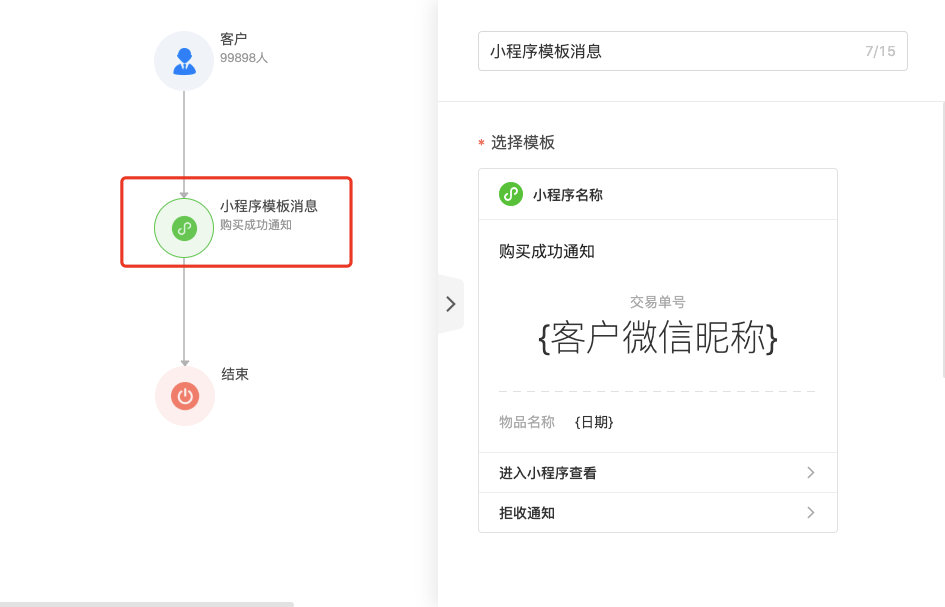 客户
99898人
小程序模板消息
购买成功通知
结束
小程序模板消息
7/15
* 选择模板
小程序名称
购买成功通知
交易单号
{客户微信昵称}
物品名称 {日期}
进入小程序查看
拒收通知